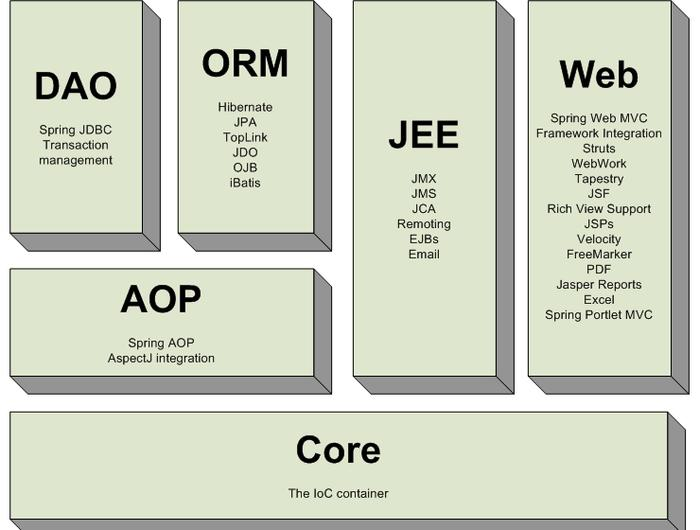 DAO
Spring JDBC
Transaction
management
ORM
Hibernate
JPA
TopLink
JDO
OJB
iBatis
JEE
JMX
JMS
JCA
Remoting
EJBs
Email
Web
Spring Web MVC
Framework Integration
Struts
WebWork
Tapestry
JSF
Rich View Support
JSPs
Velocity
FreeMarker
PDF
Jasper Reports
Excel
Spring Portlet MVC
AOP
Spring AOP
AspectJ integration
Core
The IoC container